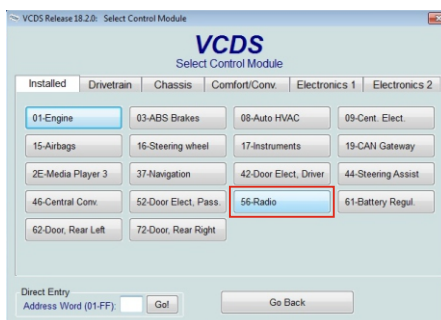 VCDS Release 18.2.0: Select Control Module
VCDS
Select Control Module
Installed Drivetrain Chassis Comfort/Conv. Electronics 1 Electronics 2
01-Engine 03-ABS Brakes 08-Auto HVAC 09-Cent. Elect.
15-Airbags 16-Steering wheel 17-Instruments 19-CAN Gateway
2E-Media Player 3 37-Navigation 42-Door Elect, Driver 44-Steering Assist
46-Central Conv. 52-Door Elect, Pass. 56-Radio 61-Battery Regul.
62-Door, Rear Left 72-Door, Rear Right
Direct Entry
Address Word (01-FF): Go! Go Back